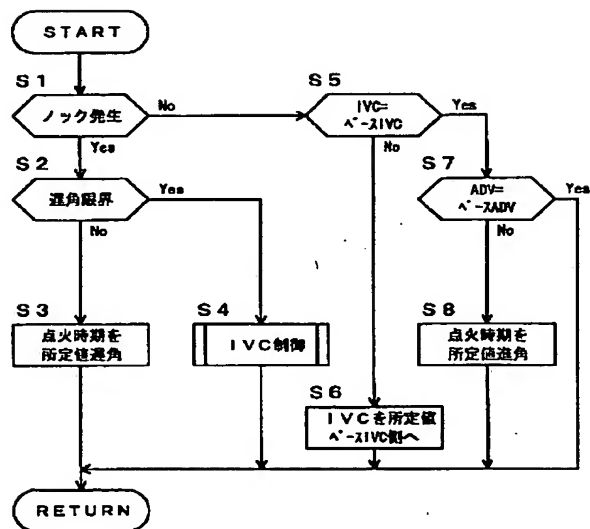 START
S1
ノック発生
No
Yes
S2
遅角限界
Yes
No
S3
点火時期を
所定値遅角
S4
IVC制御
S5
IVC=
ベースIVC
Yes
No
S6
IVCを所定値
ベースIVC側へ
S7
ADV=
ベースADV
Yes
No
S8
点火時期を
所定値進角
RETURN